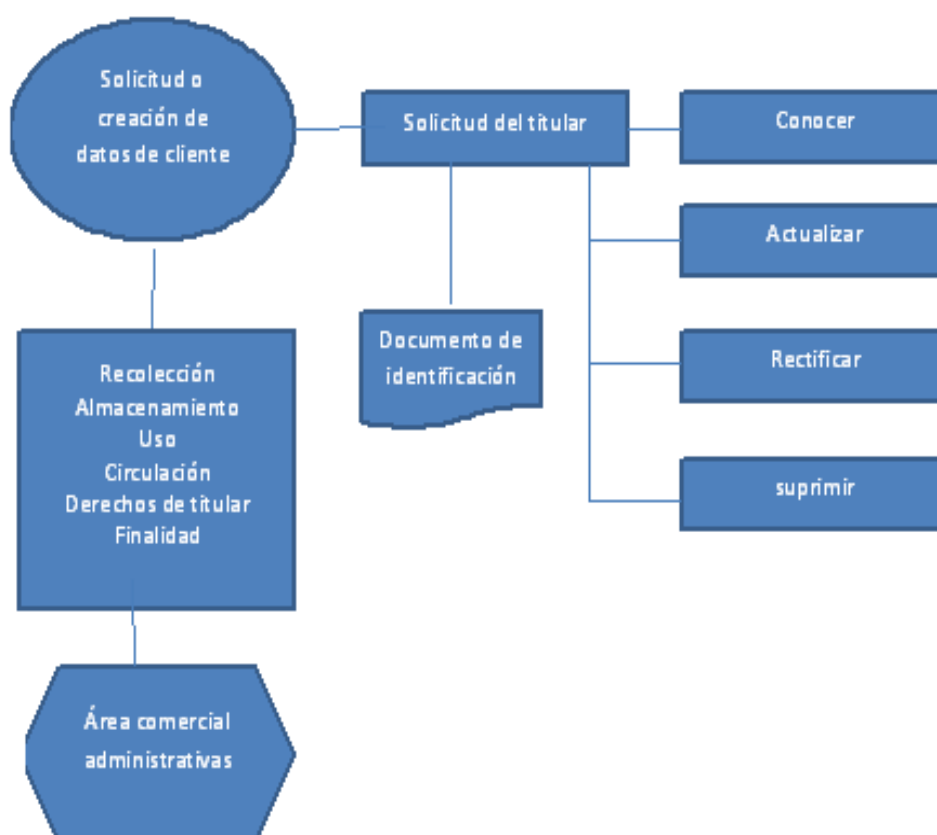 Solicitud o
creación de
datos de cliente
Solicitud del titular
Conocer
Actualizar
Documento de
identificación
Rectificar
suprimir
Recolección
Almacenamiento
Uso
Circulación
Derechos de titular
Finalidad
Área comercial
administrativas